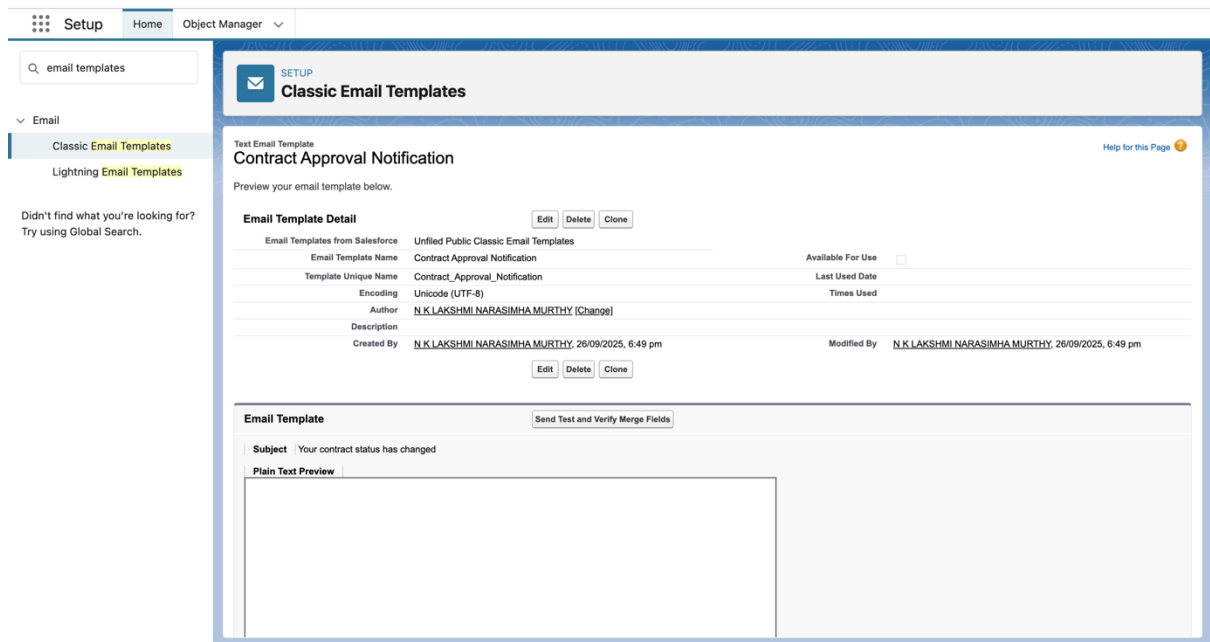 Setup
Home
Object Manager
email templates
Email
Classic Email Templates
Lightning Email Templates
Didn't find what you're looking for?
Try using Global Search.
SETUP
Classic Email Templates
Text Email Template
Contract Approval Notification
Help for this Page ?
Preview your email template below.
Email Template Detail
Edit Delete Clone
Email Templates from Salesforce Unfiled Public Classic Email Templates
Email Template Name Contract Approval Notification Available For Use
Template Unique Name Contract_Approval_Notification Last Used Date
Encoding Unicode (UTF-8) Times Used
Author N K LAKSHMI NARASIMHA MURTHY [Change]
Description
Created By N K LAKSHMI NARASIMHA MURTHY, 26/09/2025, 6:49 pm Modified By N K LAKSHMI NARASIMHA MURTHY, 26/09/2025, 6:49 pm
Edit Delete Clone
Email Template Send Test and Verify Merge Fields
Subject Your contract status has changed
Plain Text Preview